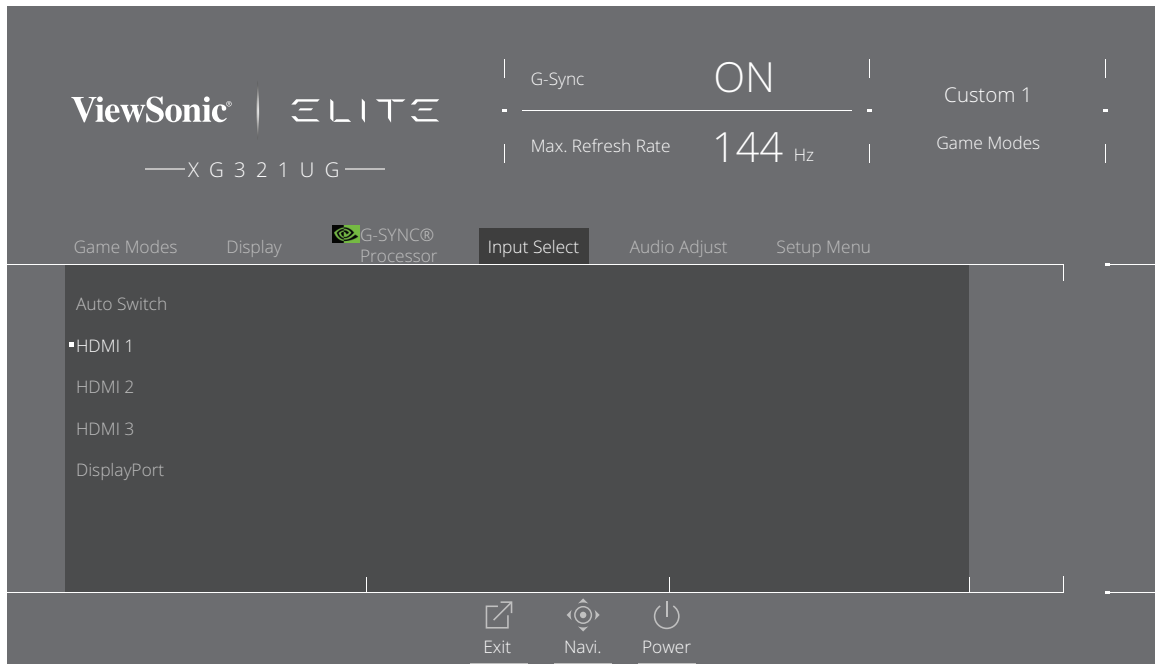 ViewSonic® ELITE
XG321UG
G-Sync ON
Max. Refresh Rate 144 Hz
Custom 1
Game Modes
Game Modes Display G-SYNC® Processor Input Select Audio Adjust Setup Menu
Auto Switch
HDMI 1
HDMI 2
HDMI 3
DisplayPort
Exit Navi. Power